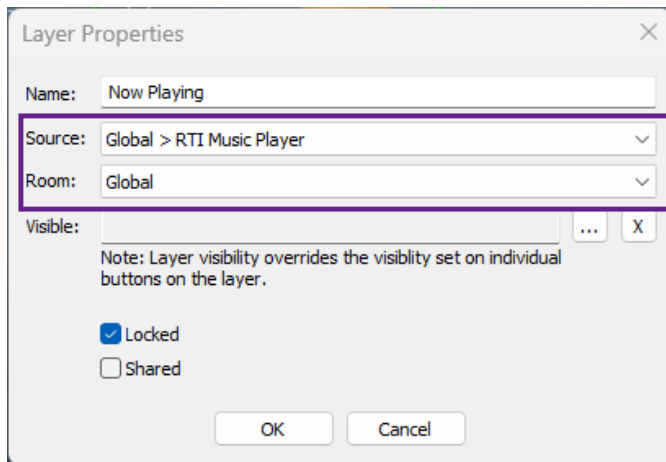 Layer Properties
Name: Now Playing
Source: Global > RTI Music Player
Room: Global
Visible: ... X
Note: Layer visibility overrides the visiblity set on individual
buttons on the layer.
Locked
Shared
OK Cancel